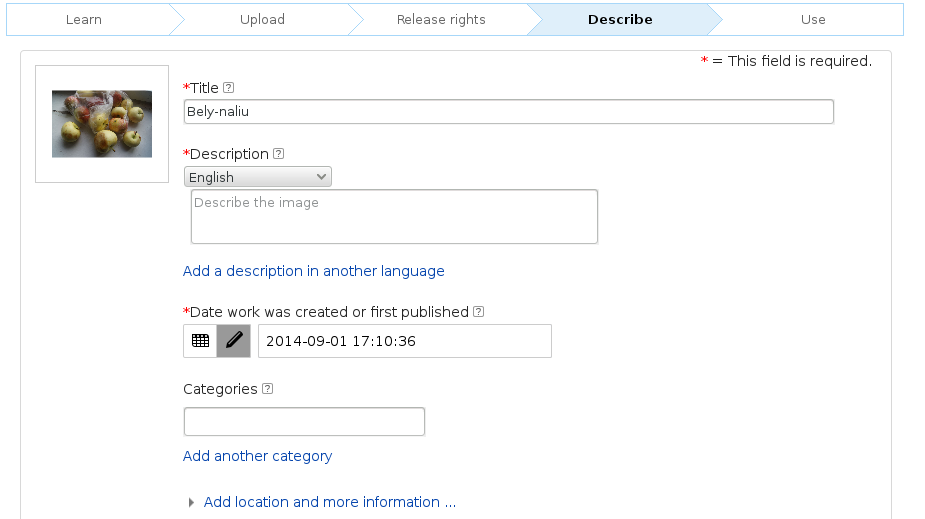 Learn Upload Release rights Describe Use
* = This field is required.
*Title ?
Bely-naliu
*Description ?
English
Describe the image
Add a description in another language
*Date work was created or first published ?
2014-09-01 17:10:36
Categories ?
Add another category
Add location and more information ...